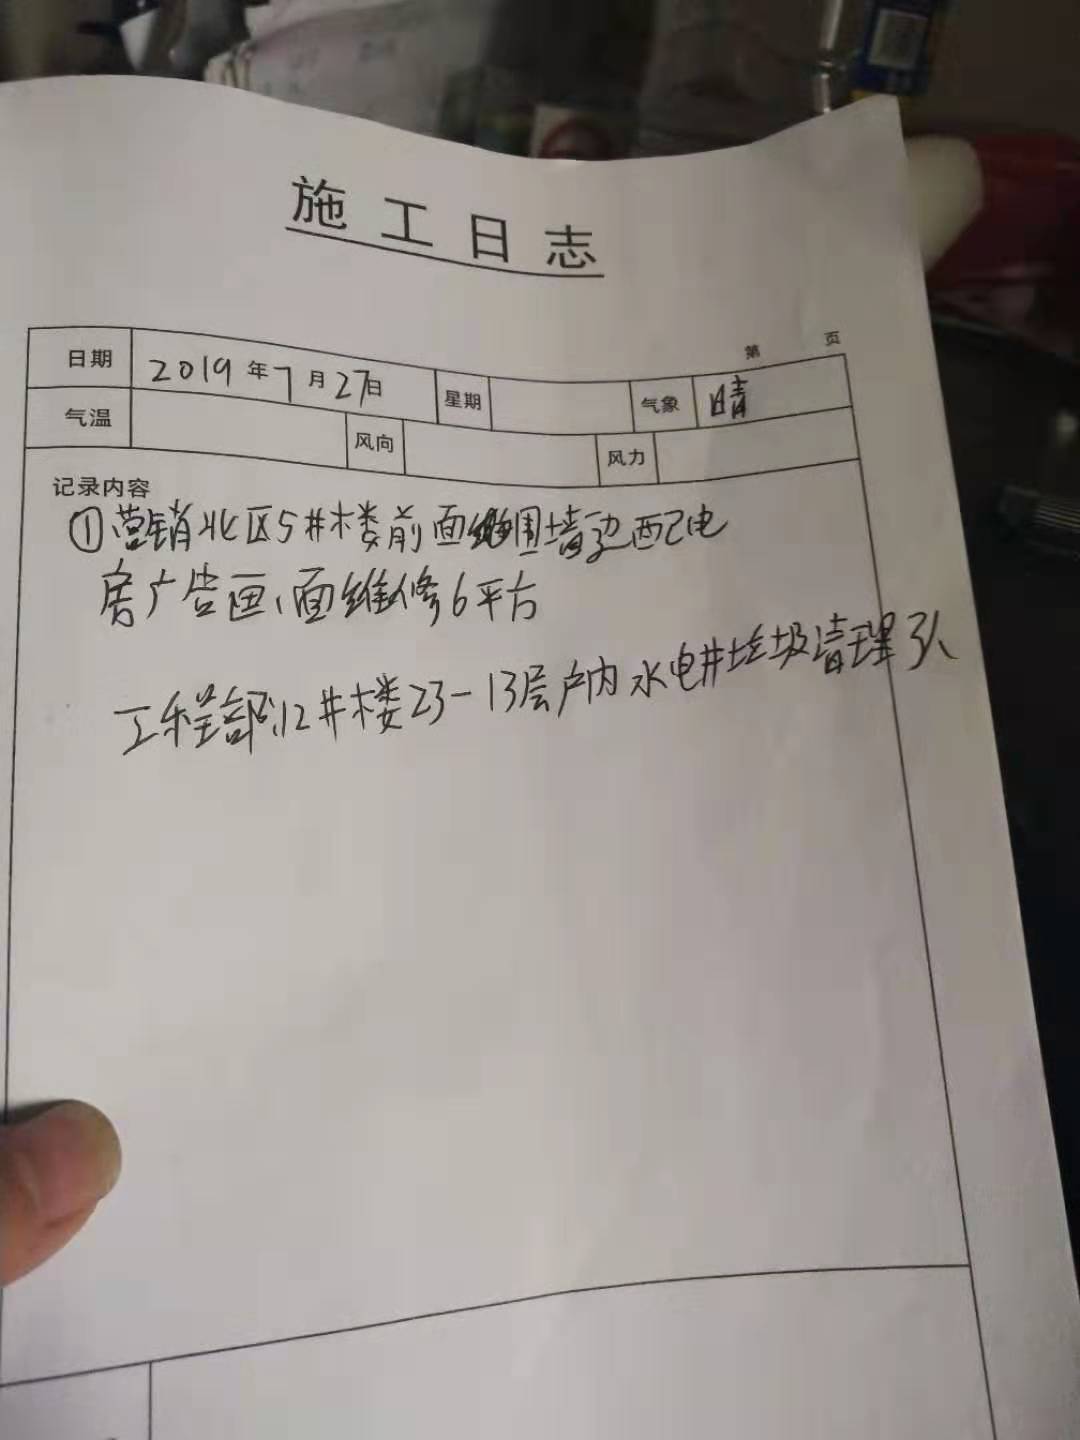 施工日志
第 页
日期 2019年7月27日 星期 气象 晴
气温 风向 风力
记录内容
①营销北区5#楼前面围墙边配电
房广告画面维修6平方
工程部12#楼23-13层户内水电井垃圾清理3人